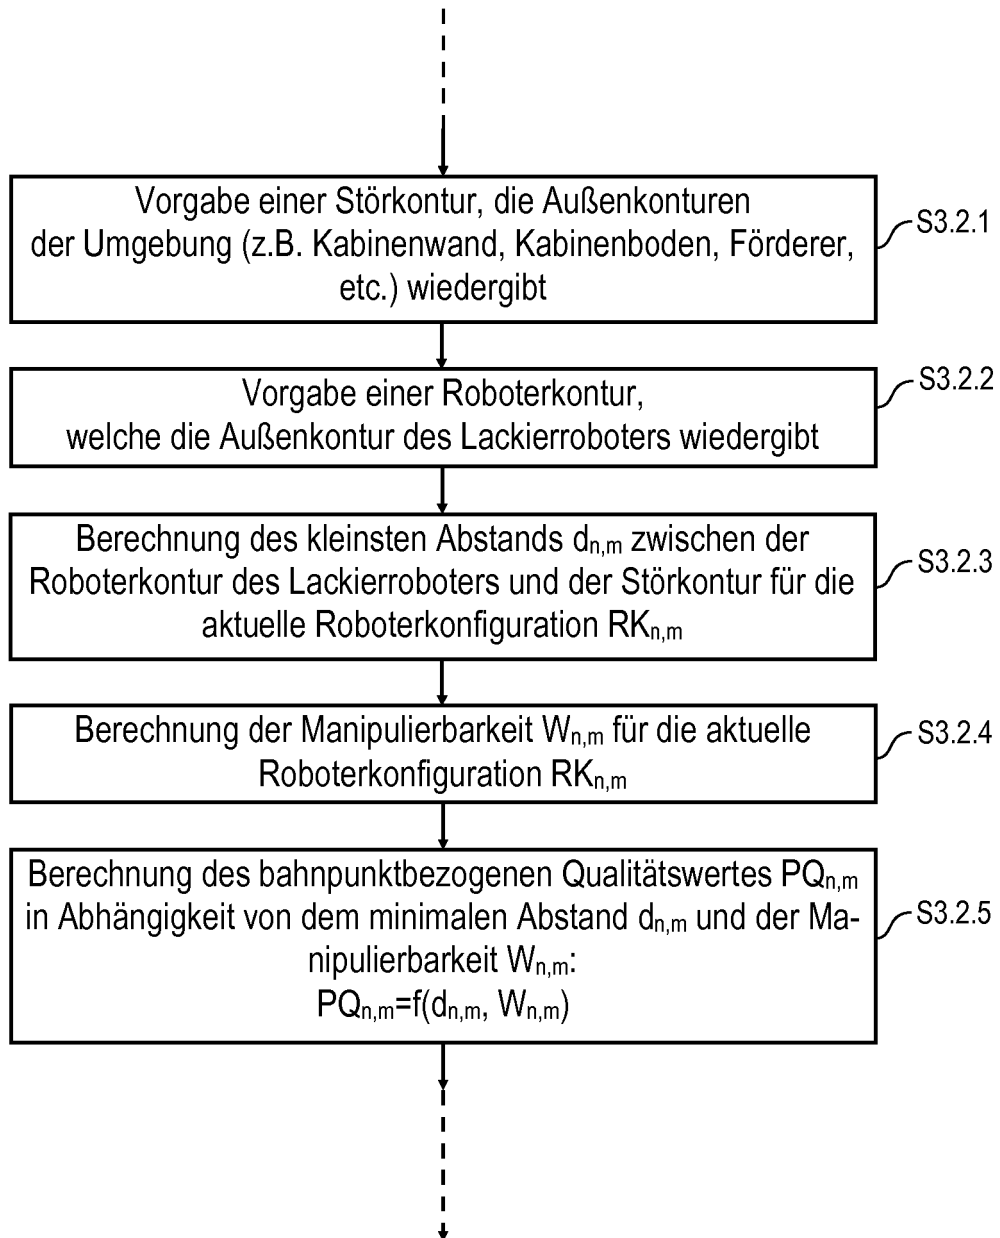 Vorgabe einer Störkontur, die Außenkonturen
der Umgebung (z.B. Kabinenwand, Kabinenboden, Förderer,
etc.) wiedergibt
S3.2.1
Vorgabe einer Roboterkontur,
welche die Außenkontur des Lackierroboters wiedergibt
S3.2.2
Berechnung des kleinsten Abstands dn,m zwischen der
Roboterkontur des Lackierroboters und der Störkontur für die
aktuelle Roboterkonfiguration RKn,m
S3.2.3
Berechnung der Manipulierbarkeit Wn,m für die aktuelle
Roboterkonfiguration RKn,m
S3.2.4
Berechnung des bahnpunktbezogenen Qualitätswertes PQn,m
in Abhängigkeit von dem minimalen Abstand dn,m und der Ma-
nipulierbarkeit Wn,m:
PQn,m=f(dn,m, Wn,m)
S3.2.5